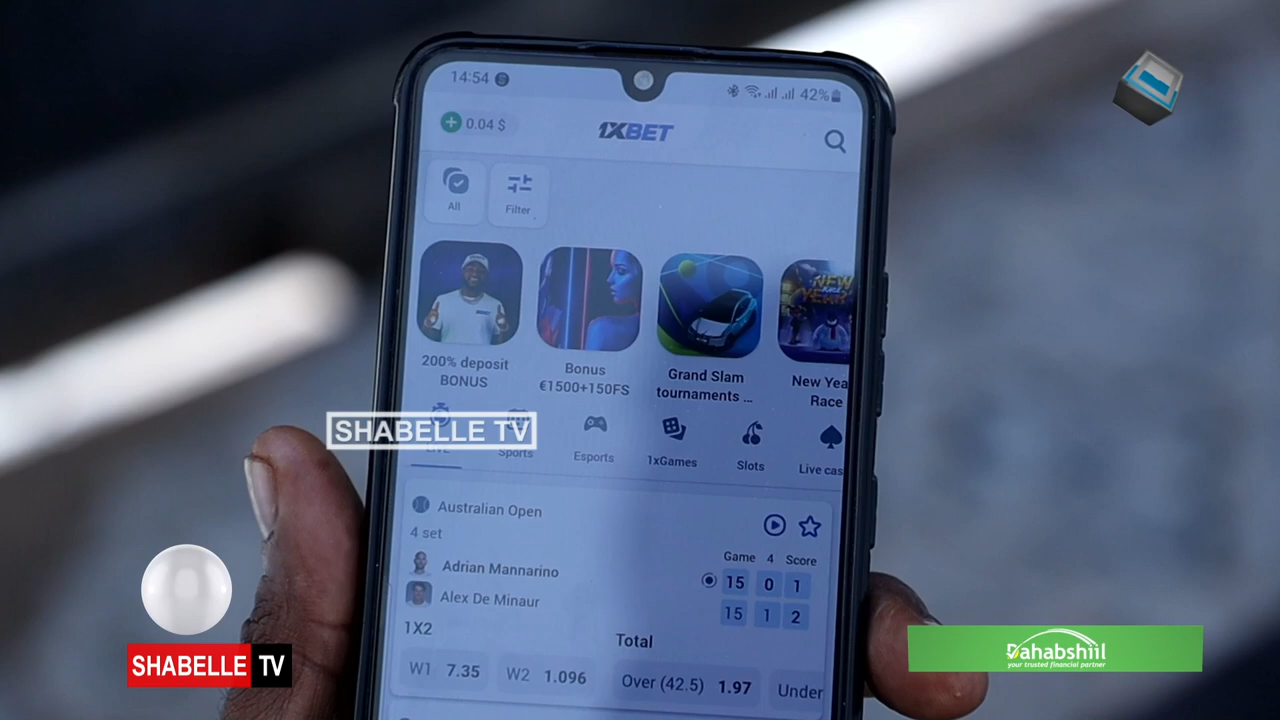 14:54
42%
0.04 $
1XBET
All
Filter
NEW
YEAR
200% deposit
BONUS
Bonus
€1500+150FS
Grand Slam
tournaments ...
New Yea
Race
SHABELLE TV
LIVE
Sports
Esports
1xGames
Slots
Live cas
Australian Open
4 set
Game 4 Score
Adrian Mannarino
15 0 1
Alex De Minaur
15 1 2
1X2
Total
W1 7.35
W2 1.096
Over (42.5) 1.97
Under
SHABELLE TV
Dahabshiil
your trusted financial partner